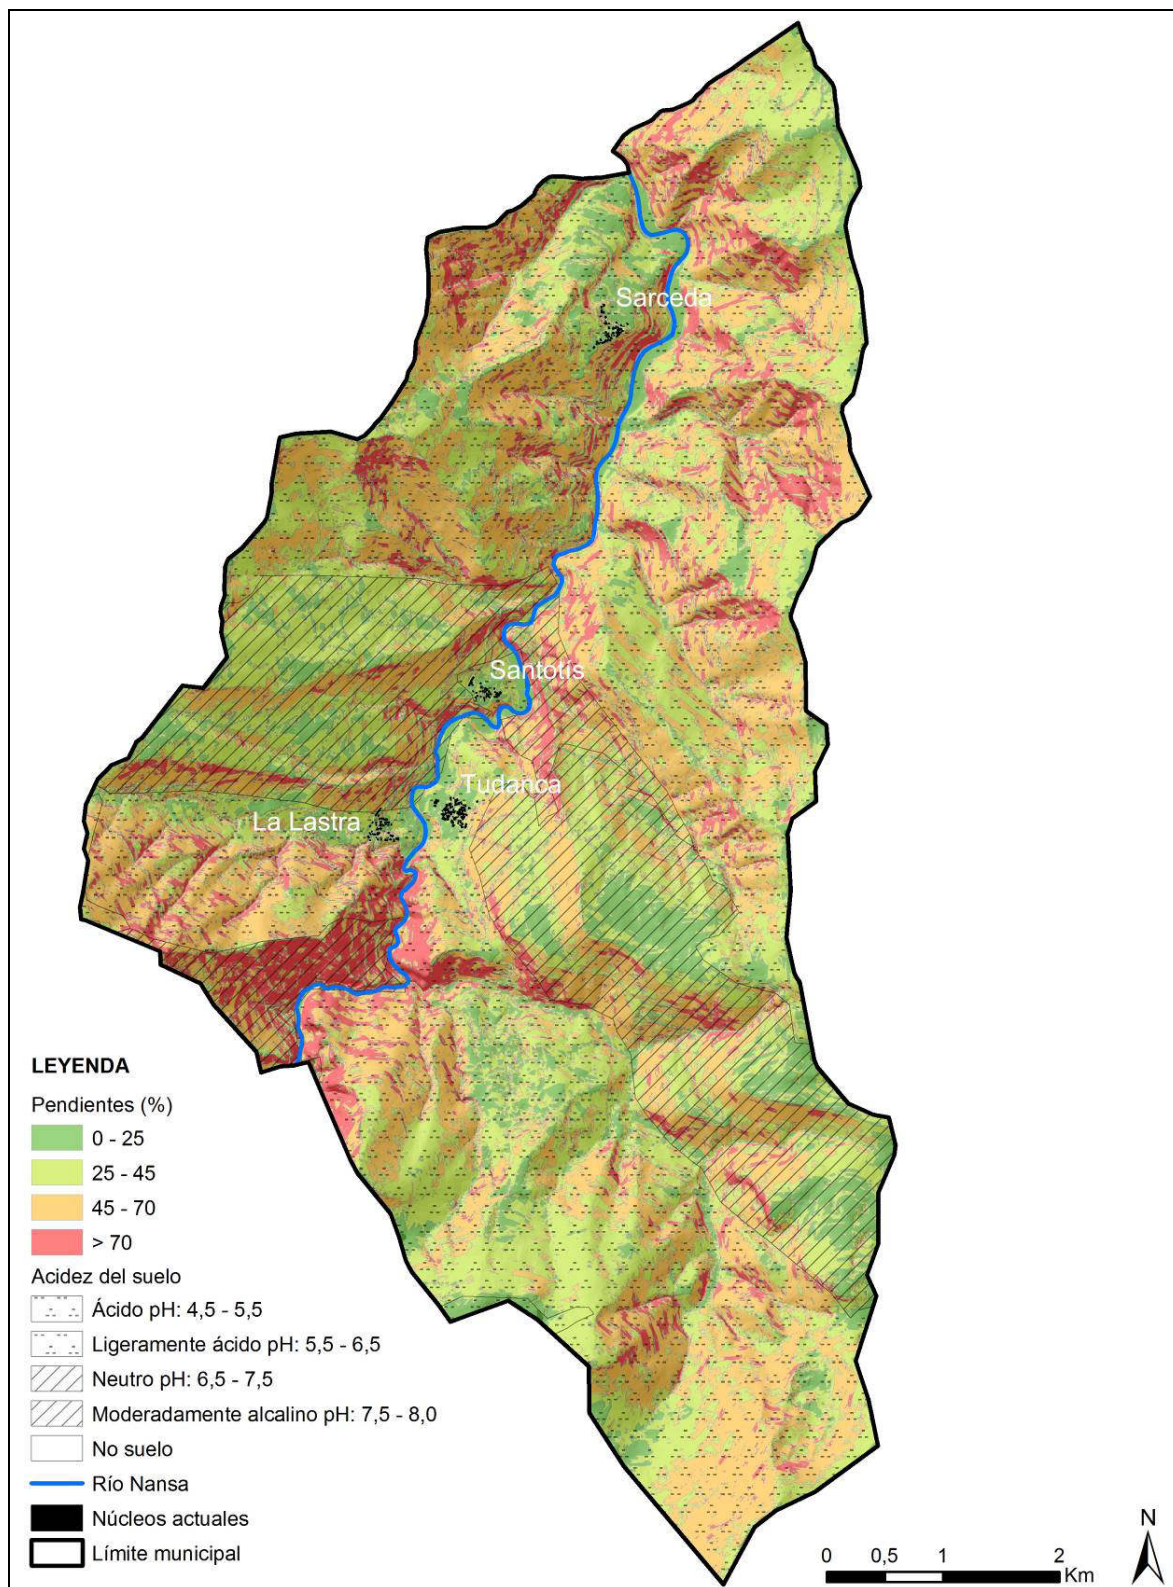 Sarceda
Santotís
Tudanca
La Lastra
LEYENDA
Pendientes (%)
0 - 25
25 - 45
45 - 70
> 70
Acidez del suelo
Ácido pH: 4,5 - 5,5
Ligeramente ácido pH: 5,5 - 6,5
Neutro pH: 6,5 - 7,5
Moderadamente alcalino pH: 7,5 - 8,0
No suelo
Río Nansa
Núcleos actuales
Límite municipal
N
0 0,5 1 2
Km